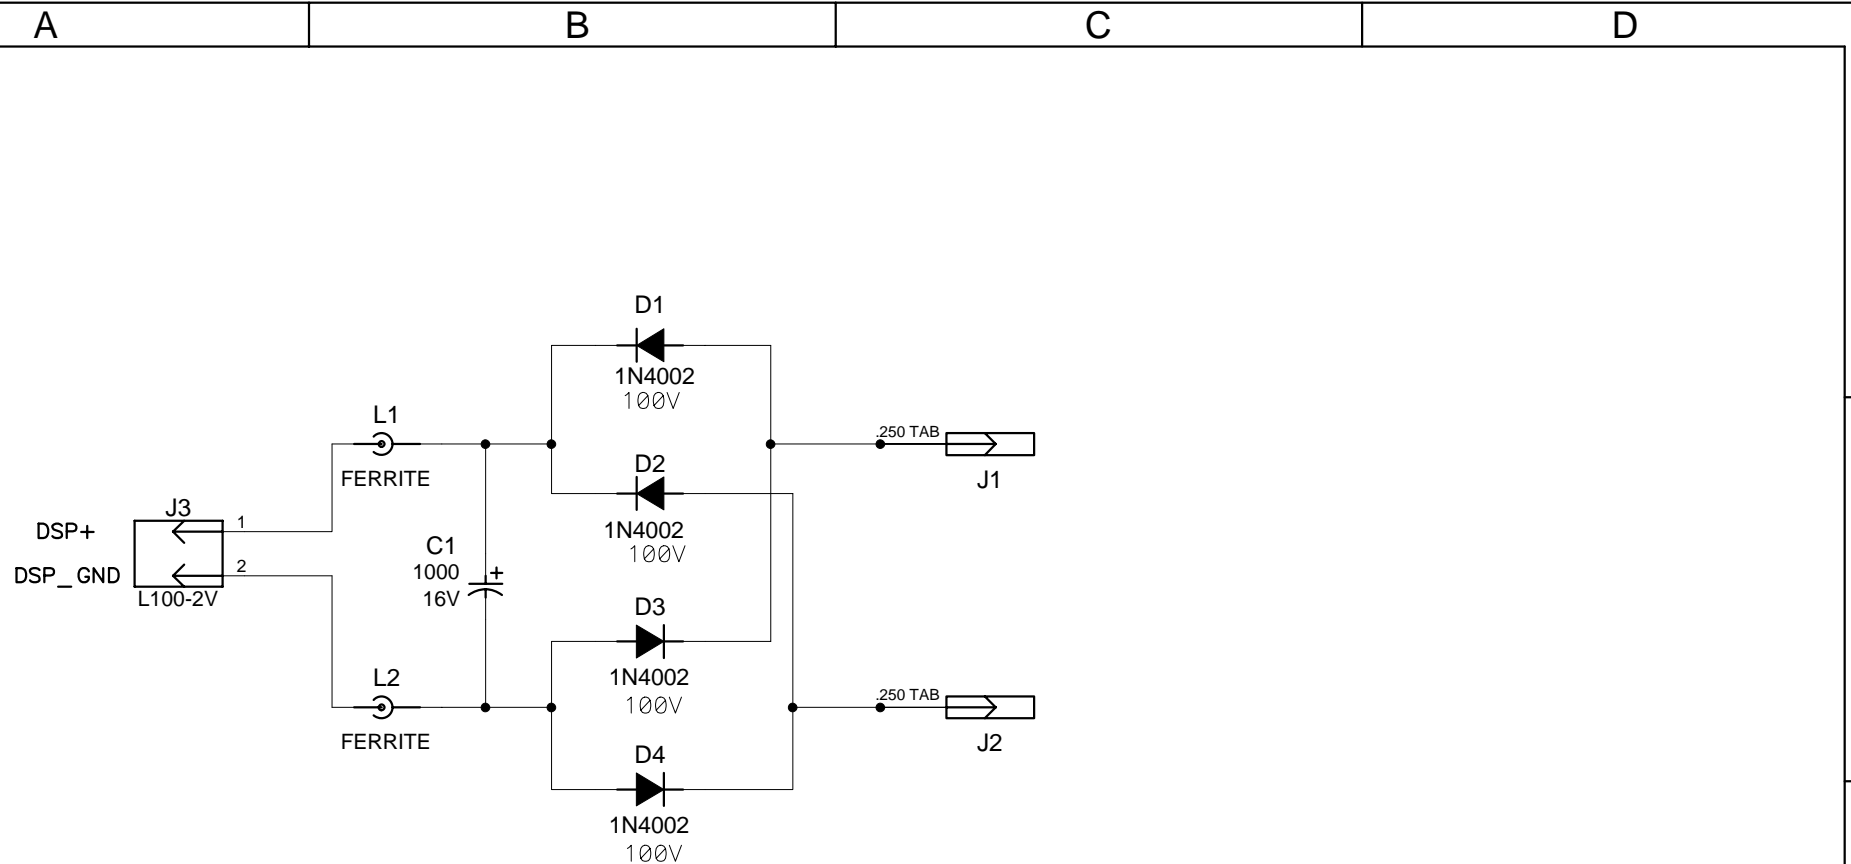 A B C D
D1
1N4002
100V
L1
FERRITE
.250 TAB
J1
D2
1N4002
100V
J3
DSP+
1
DSP_GND
2
L100-2V
C1
1000
16V
+
D3
1N4002
100V
L2
FERRITE
.250 TAB
J2
D4
1N4002
100V